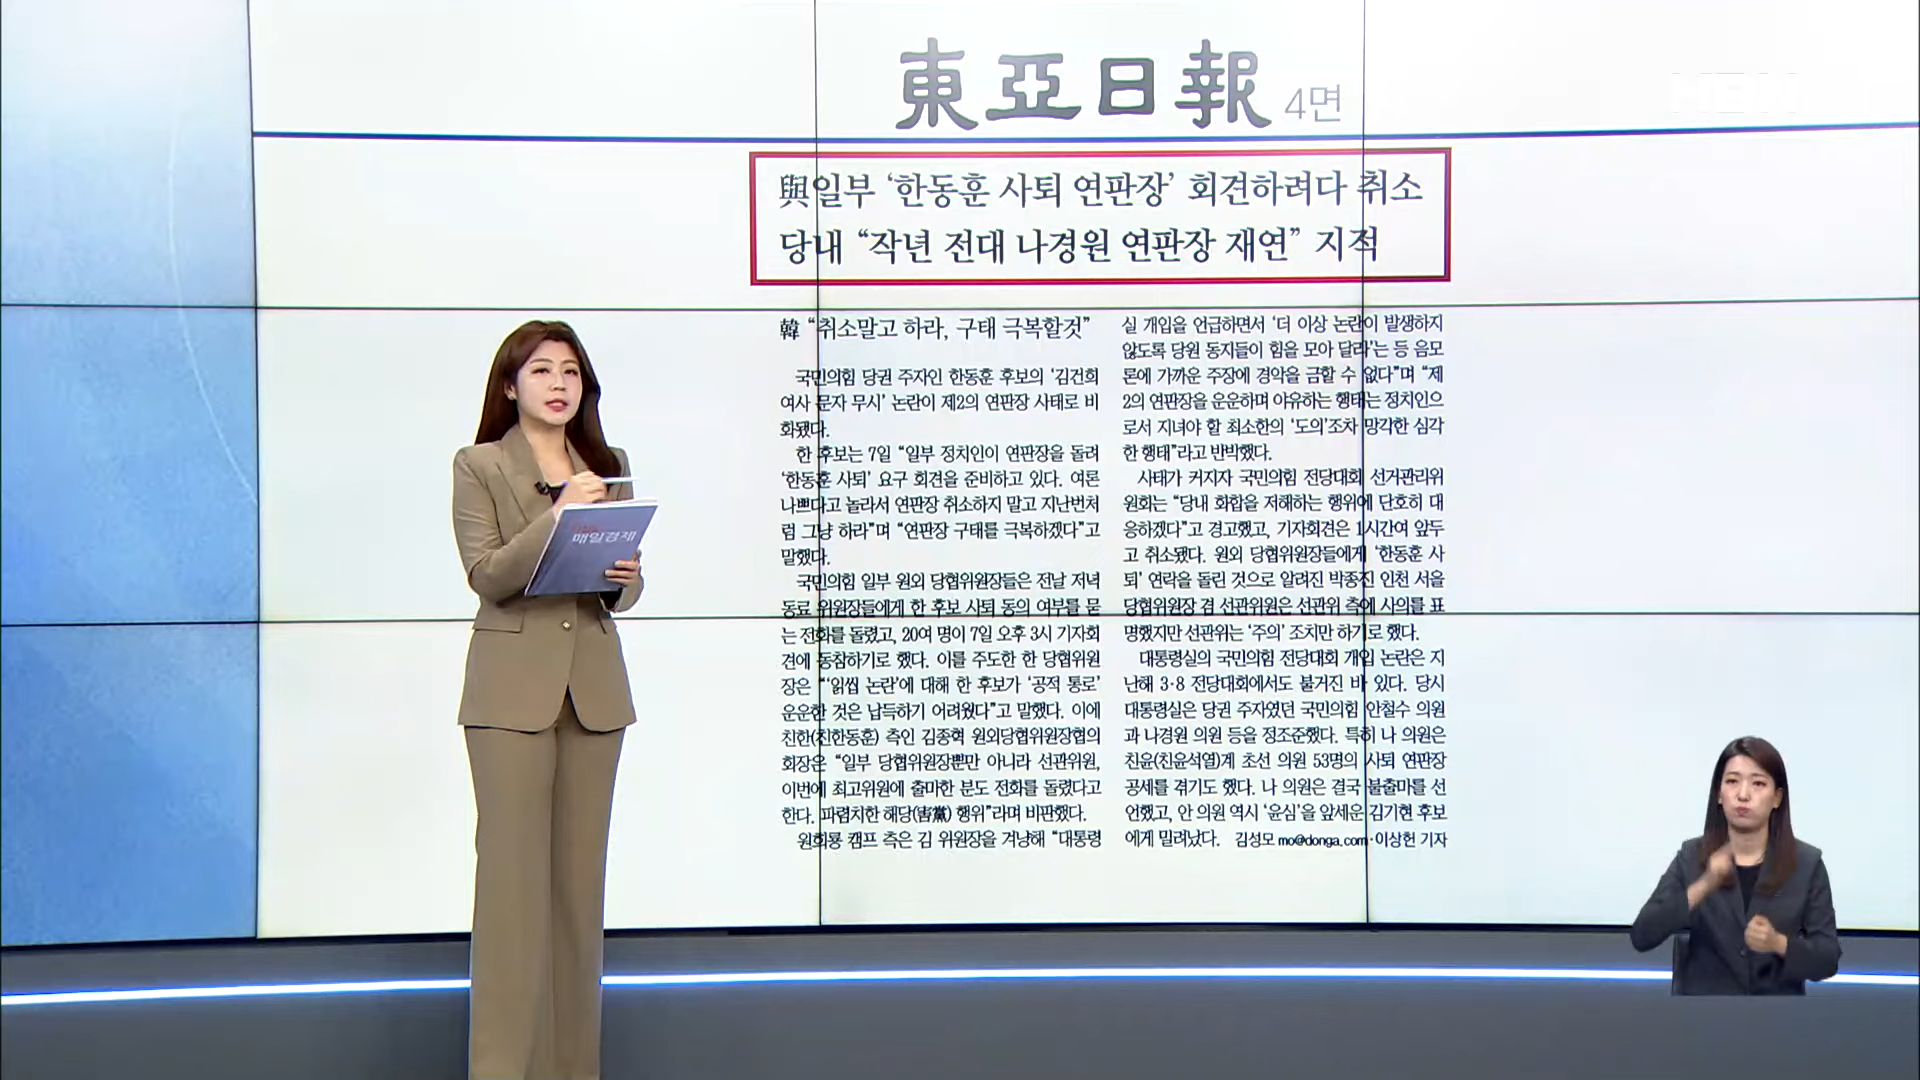 東亞日報 4면
與일부 ‘한동훈 사퇴 연판장’ 회견하려다 취소
당내 “작년 전대 나경원 연판장 재연” 지적
韓 “취소말고 하라, 구태 극복할것”
국민의힘 당권 주자인 한동훈 후보의 ‘김건희
여사 문자 무시’ 논란이 제2의 연판장 사태로 비
화됐다.
한 후보는 7일 “일부 정치인이 연판장을 돌려
‘한동훈 사퇴’ 요구 회견을 준비하고 있다. 여론
나쁘다고 놀라서 연판장 취소하지 말고 지난번처
럼 그냥 하라”며 “연판장 구태를 극복하겠다”고
말했다.
국민의힘 일부 원외 당협위원장들은 전날 저녁
동료 위원장들에게 한 후보 사퇴 동의 여부를 묻
는 전화를 돌렸고, 20여 명이 7일 오후 3시 기자회
견에 동참하기로 했다. 이를 주도한 한 당협위원
장은 “‘읽씹 논란’에 대해 한 후보가 ‘공적 통로’
운운한 것은 납득하기 어려웠다”고 말했다. 이에
친한(친한동훈) 측인 김종혁 원외당협위원장협의
회장은 “일부 당협위원장뿐만 아니라 선관위원,
이번에 최고위원에 출마한 분도 전화를 돌렸다고
한다. 파렴치한 해당(害黨) 행위”라며 비판했다.
원희룡 캠프 측은 김 위원장을 겨냥해 “대통령
실 개입을 언급하면서 ‘더 이상 논란이 발생하지
않도록 당원 동지들이 힘을 모아 달라’는 등 음모
론에 가까운 주장에 경악을 금할 수 없다”며 “제
2의 연판장을 운운하며 야유하는 행태는 정치인으
로서 지녀야 할 최소한의 ‘도의’조차 망각한 심각
한 행태”라고 반박했다.
사태가 커지자 국민의힘 전당대회 선거관리위
원회는 “당내 화합을 저해하는 행위에 단호히 대
응하겠다”고 경고했고, 기자회견은 1시간여 앞두
고 취소됐다. 원외 당협위원장들에게 ‘한동훈 사
퇴’ 연락을 돌린 것으로 알려진 박종진 인천 서을
당협위원장 겸 선관위원은 선관위 측에 사의를 표
명했지만 선관위는 ‘주의’ 조치만 하기로 했다.
대통령실의 국민의힘 전당대회 개입 논란은 지
난해 3·8 전당대회에서도 불거진 바 있다. 당시
대통령실은 당권 주자였던 국민의힘 안철수 의원
과 나경원 의원 등을 정조준했다. 특히 나 의원은
친윤(친윤석열)계 초선 의원 53명의 사퇴 연판장
공세를 겪기도 했다. 나 의원은 결국 불출마를 선
언했고, 안 의원 역시 ‘윤심’을 앞세운 김기현 후보
에게 밀려났다. 김성모 mo@donga.com·이상헌 기자
매일경제